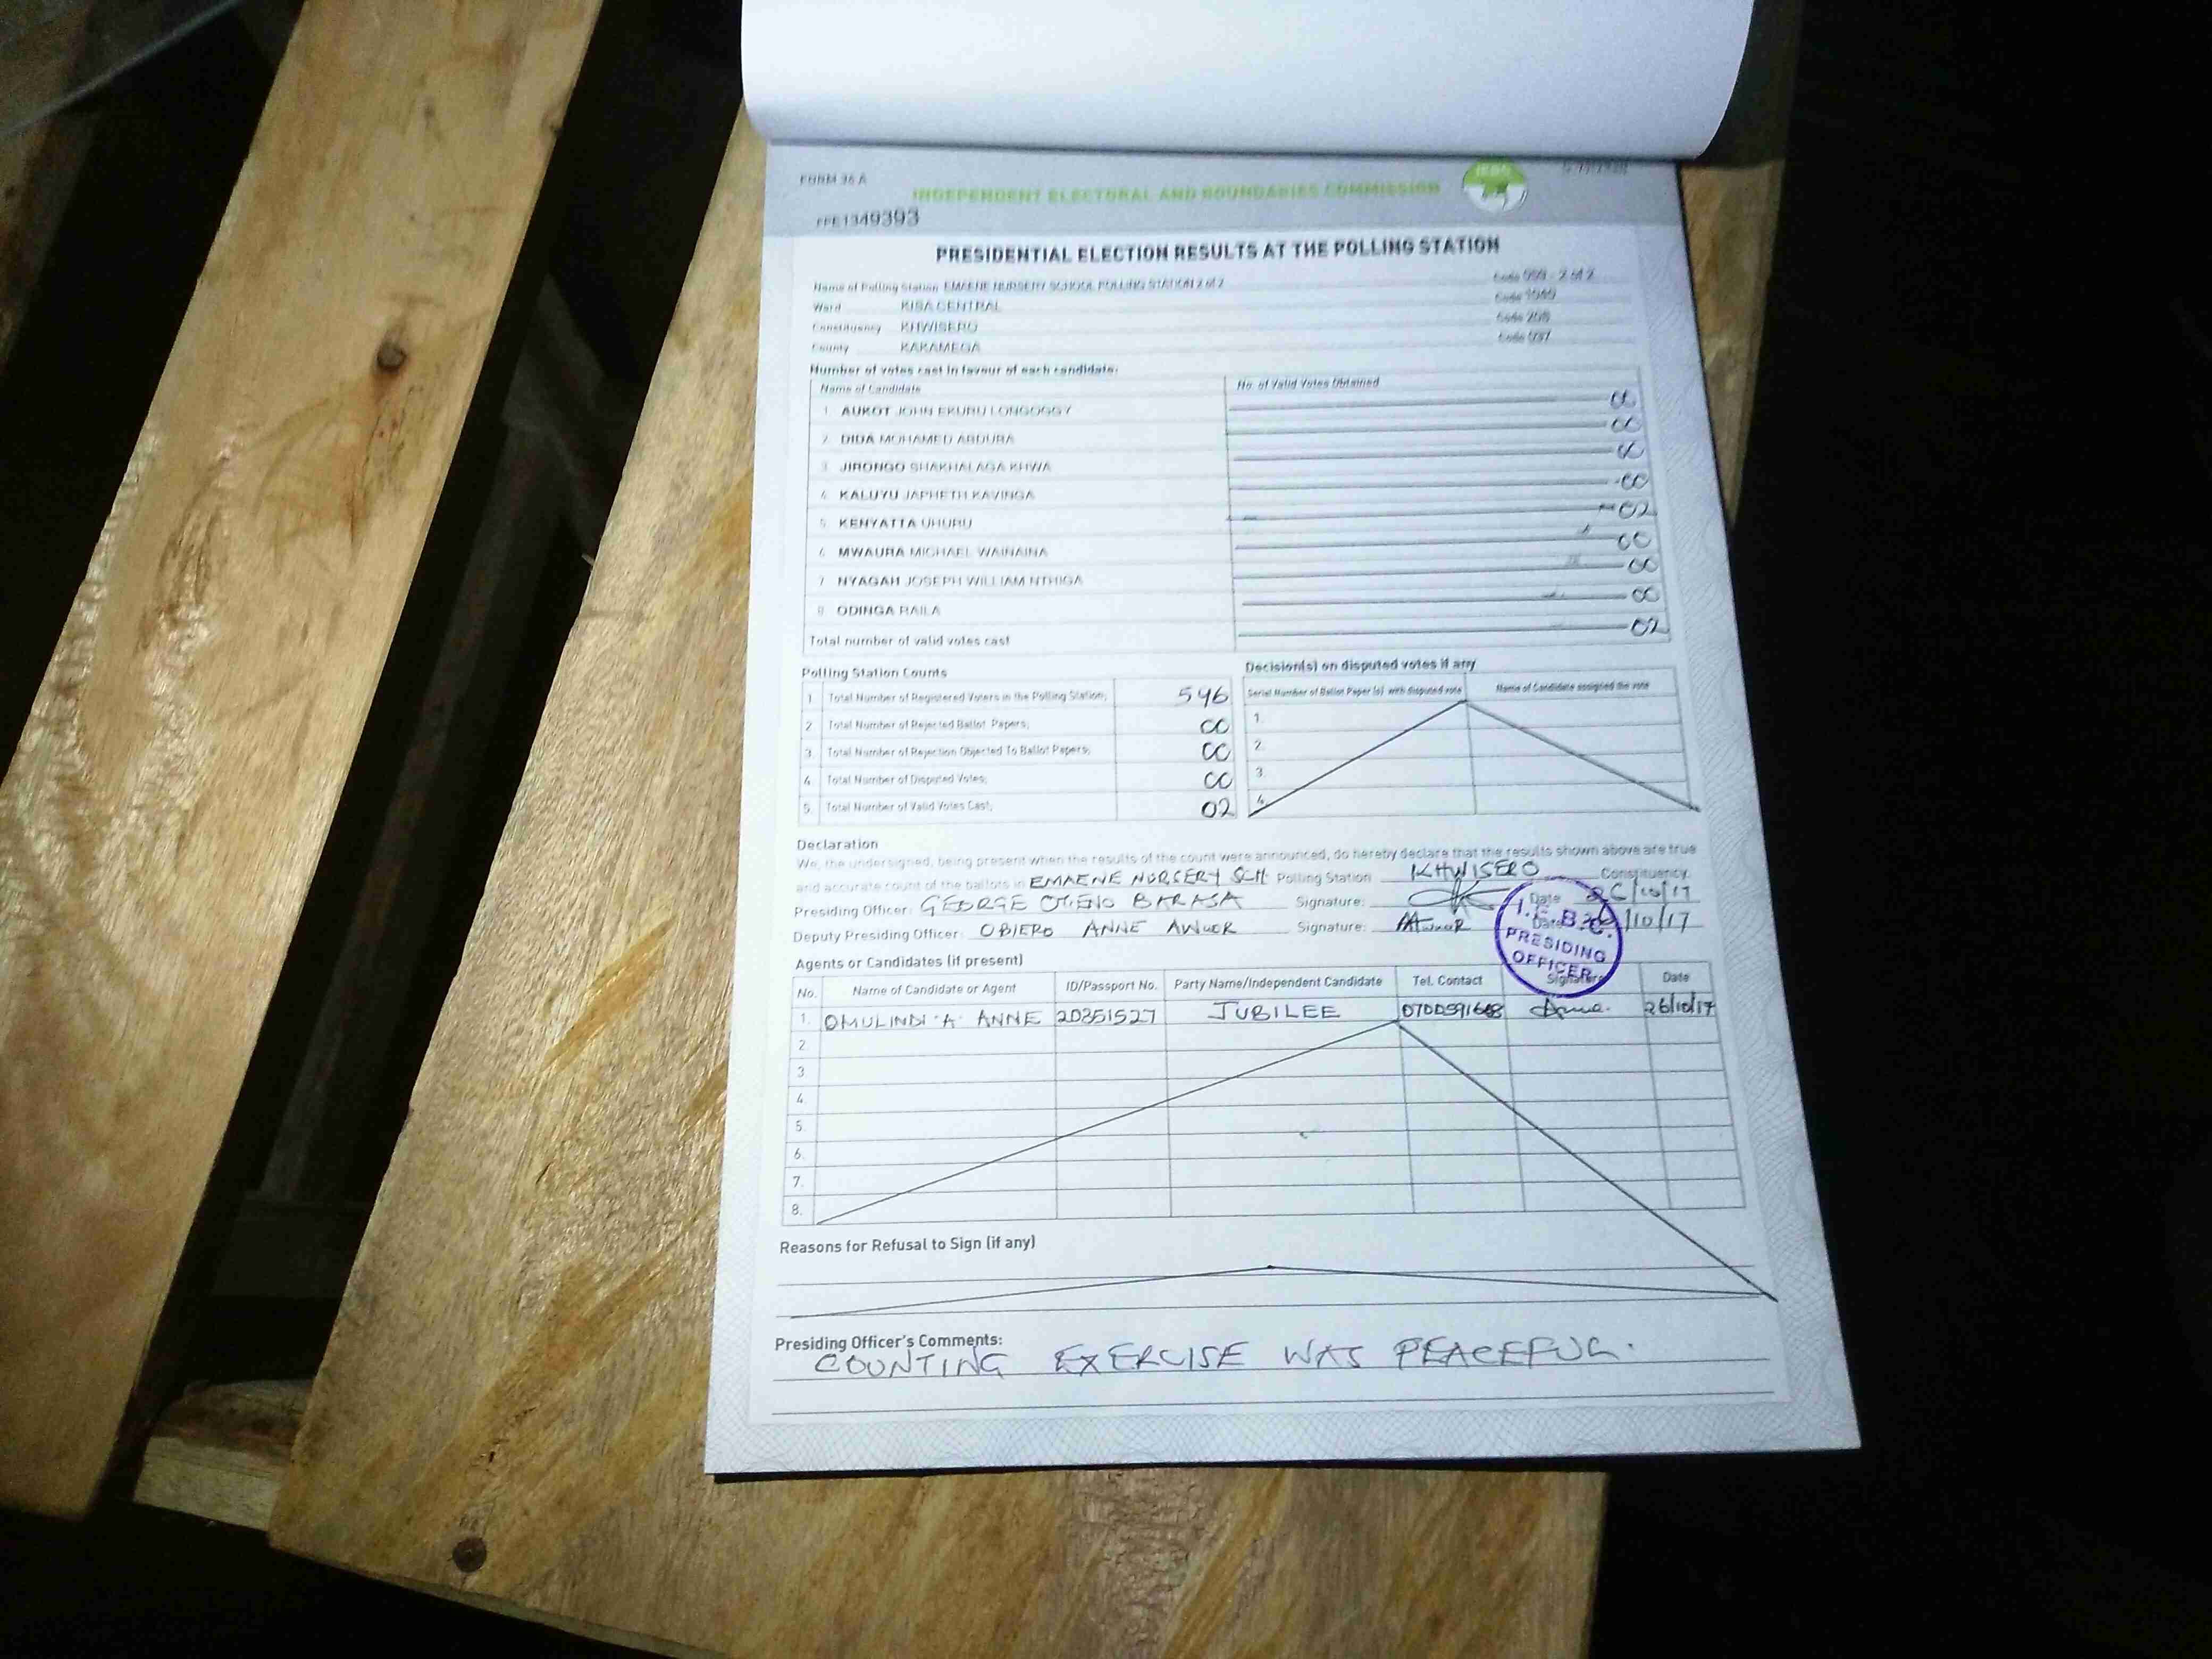 FORM 34 A
INDEPENDENT ELECTORAL AND BOUNDARIES COMMISSION
IEBC
PRESIDENTIAL ELECTION RESULTS AT THE POLLING STATION
Name of Polling Station EMAENE NURSERY SCHOOL POLLING STATION 2 of 2 Code 2 of 2
Ward KISA CENTRAL Code
Constituency KHWISERO Code
County KAKAMEGA Code 037
Number of votes cast in favour of each candidate:
Name of Candidate No. of Valid Votes Obtained
1. AUKOT JOHN EKURU LONGOGGY 00
2. DIDA MOHAMED ABDUBA 00
3. JIRONGO SHAKHALAGA KHWA 00
4. KALUYU JAPHETH KAVINGA 00
5. KENYATTA UHURU 02
6. MWAURA MICHAEL WAINAINA 00
7. NYAGAH JOSEPH WILLIAM NTHIGA 00
8. ODINGA RAILA 00
Total number of valid votes cast 02
Polling Station Counts
1. Total Number of Registered Voters in the Polling Station; 546
2. Total Number of Rejected Ballot Papers; 00
3. Total Number of Rejection Objected To Ballot Papers; 00
4. Total Number of Disputed Votes; 00
5. Total Number of Valid Votes Cast; 02
Decision(s) on disputed votes if any
Serial Number of Ballot Paper (s) with disputed vote Name of Candidate assigned the vote
1.
2.
3.
4.
Declaration
We, the undersigned, being present when the results of the count were announced, do hereby declare that the results shown above are true
and accurate count of the ballots in EMAENE NURSERY SCH. Polling Station KHWISERO Constituency.
Presiding Officer: GEORGE OTIENO BARASA Signature: Date 26/10/17
Deputy Presiding Officer: OBIERO ANNE AWUOR Signature: AAwuor Date 26/10/17
I.E.B.C.
PRESIDING
OFFICER
Agents or Candidates (if present)
No. Name of Candidate or Agent ID/Passport No. Party Name/Independent Candidate Tel. Contact Signature Date
1. OMULINDI A. ANNE 20351527 JUBILEE Anne 26/10/17
2.
3.
4.
5.
6.
7.
8.
Reasons for Refusal to Sign (if any)
Presiding Officer's Comments:
COUNTING EXERCISE WAS PEACEFUL.